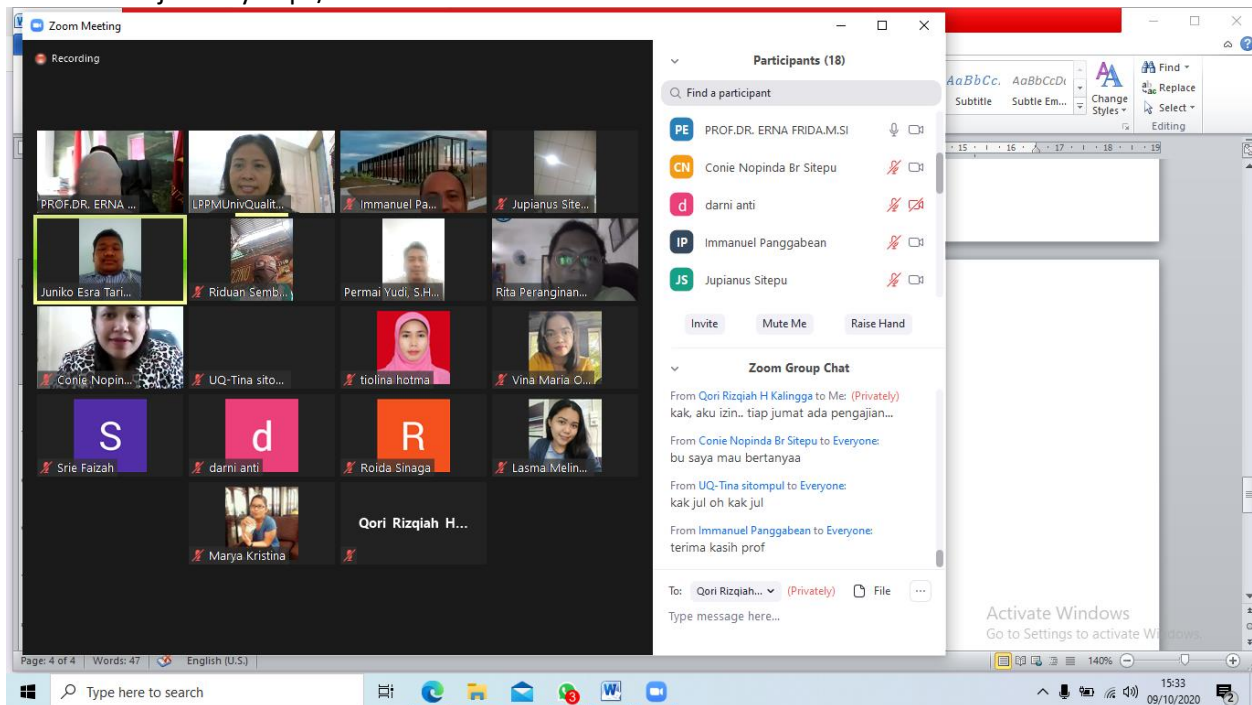 Zoom Meeting
Recording
PROF.DR. ERNA ...
LPPMUnivQualit...
Immanuel Pa...
Jupianus Site...
Juniko Esra Tari...
Riduan Semb...
Permai Yudi, S.H...
Rita Peranginan...
Conie Nopin...
UQ-Tina sito...
tiolina hotma
Vina Maria O...
S
Srie Faizah
d
darni anti
R
Roida Sinaga
Lasma Melin...
Marya Kristina
Qori Rizqiah H...
Participants (18)
Find a participant
PE PROF.DR. ERNA FRIDA.M.SI
CN Conie Nopinda Br Sitepu
d darni anti
IP Immanuel Panggabean
JS Jupianus Sitepu
Invite Mute Me Raise Hand
Zoom Group Chat
From Qori Rizqiah H Kalingga to Me: (Privately)
kak, aku izin.. tiap jumat ada pengajian...
From Conie Nopinda Br Sitepu to Everyone:
bu saya mau bertanyaa
From UQ-Tina sitompul to Everyone:
kak jul oh kak jul
From Immanuel Panggabean to Everyone:
terima kasih prof
To: Qori Rizqiah... (Privately) File ...
Type message here...
AaBbCc. AaBbCcDc
Subtitle Subtle Em...
Change
Styles
Find
Replace
Select
Editing
15 16 17 18 19
Activate Windows
Go to Settings to activate Windows.
Page: 4 of 4 Words: 47 English (U.S.)
140%
Type here to search
3
W
15:33
09/10/2020
2